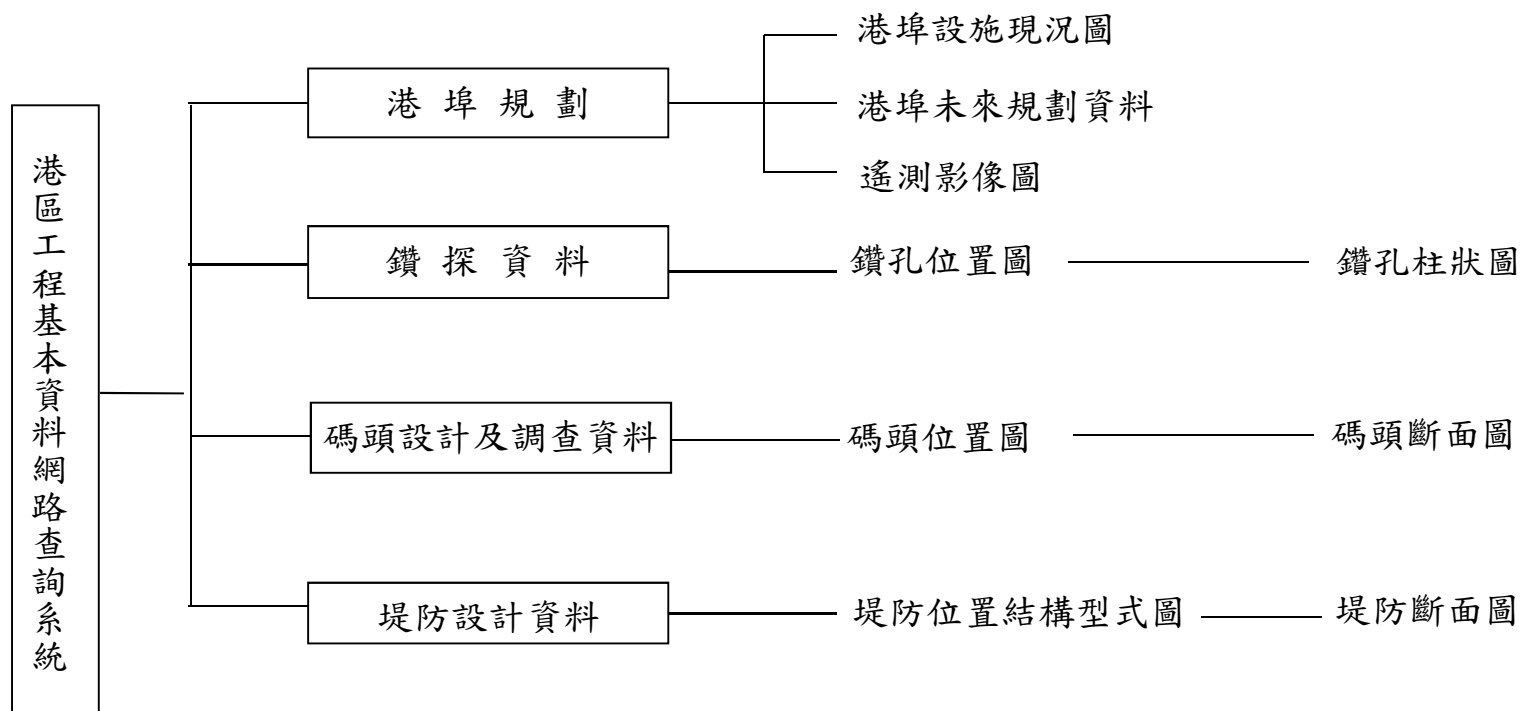 港區工程基本資料網路查詢系統
港埠規劃
港埠設施現況圖
港埠未來規劃資料
遙測影像圖
鑽探資料
鑽孔位置圖
鑽孔柱狀圖
碼頭設計及調查資料
碼頭位置圖
碼頭斷面圖
堤防設計資料
堤防位置結構型式圖
堤防斷面圖